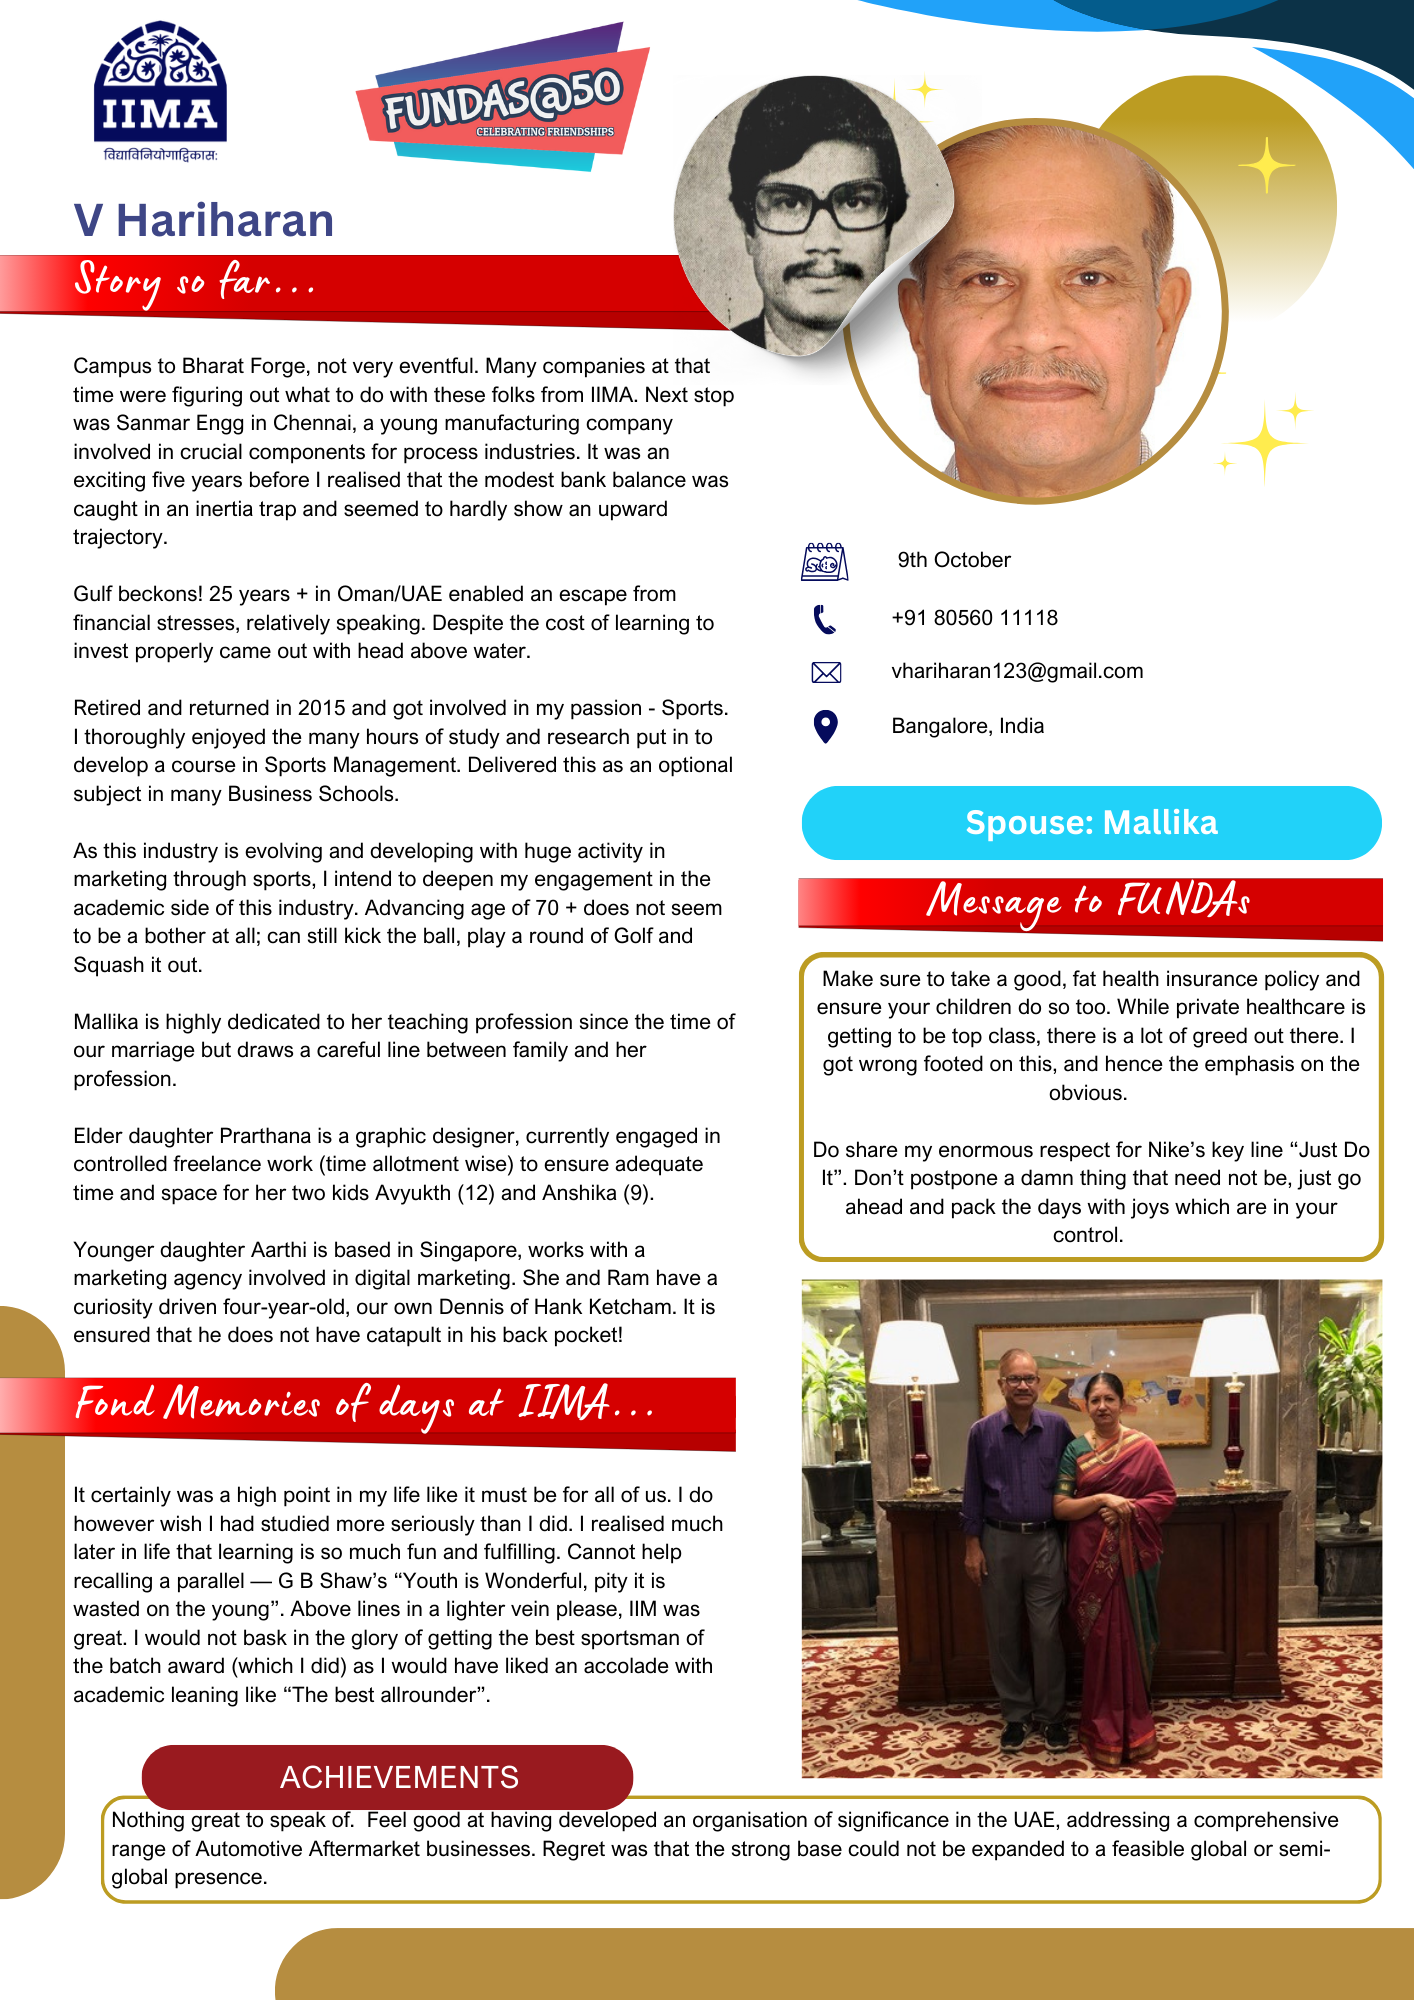 IIMA
विद्याविनियोगाद्विकास:
FUNDAS@50
CELEBRATING FRIENDSHIPS
V Hariharan
Story so far...
Campus to Bharat Forge, not very eventful. Many companies at that
time were figuring out what to do with these folks from IIMA. Next stop
was Sanmar Engg in Chennai, a young manufacturing company
involved in crucial components for process industries. It was an
exciting five years before I realised that the modest bank balance was
caught in an inertia trap and seemed to hardly show an upward
trajectory.
Gulf beckons! 25 years + in Oman/UAE enabled an escape from
financial stresses, relatively speaking. Despite the cost of learning to
invest properly came out with head above water.
Retired and returned in 2015 and got involved in my passion - Sports.
I thoroughly enjoyed the many hours of study and research put in to
develop a course in Sports Management. Delivered this as an optional
subject in many Business Schools.
As this industry is evolving and developing with huge activity in
marketing through sports, I intend to deepen my engagement in the
academic side of this industry. Advancing age of 70 + does not seem
to be a bother at all; can still kick the ball, play a round of Golf and
Squash it out.
Mallika is highly dedicated to her teaching profession since the time of
our marriage but draws a careful line between family and her
profession.
Elder daughter Prarthana is a graphic designer, currently engaged in
controlled freelance work (time allotment wise) to ensure adequate
time and space for her two kids Avyukth (12) and Anshika (9).
Younger daughter Aarthi is based in Singapore, works with a
marketing agency involved in digital marketing. She and Ram have a
curiosity driven four-year-old, our own Dennis of Hank Ketcham. It is
ensured that he does not have catapult in his back pocket!
Fond Memories of days at IIMA...
It certainly was a high point in my life like it must be for all of us. I do
however wish I had studied more seriously than I did. I realised much
later in life that learning is so much fun and fulfilling. Cannot help
recalling a parallel — G B Shaw’s “Youth is Wonderful, pity it is
wasted on the young”. Above lines in a lighter vein please, IIM was
great. I would not bask in the glory of getting the best sportsman of
the batch award (which I did) as I would have liked an accolade with
academic leaning like “The best allrounder”.
9th October
+91 80560 11118
vhariharan123@gmail.com
Bangalore, India
Spouse: Mallika
Message to FUNDAs
Make sure to take a good, fat health insurance policy and
ensure your children do so too. While private healthcare is
getting to be top class, there is a lot of greed out there. I
got wrong footed on this, and hence the emphasis on the
obvious.
Do share my enormous respect for Nike’s key line “Just Do
It”. Don’t postpone a damn thing that need not be, just go
ahead and pack the days with joys which are in your
control.
ACHIEVEMENTS
Nothing great to speak of.  Feel good at having developed an organisation of significance in the UAE, addressing a comprehensive
range of Automotive Aftermarket businesses. Regret was that the strong base could not be expanded to a feasible global or semi-
global presence.